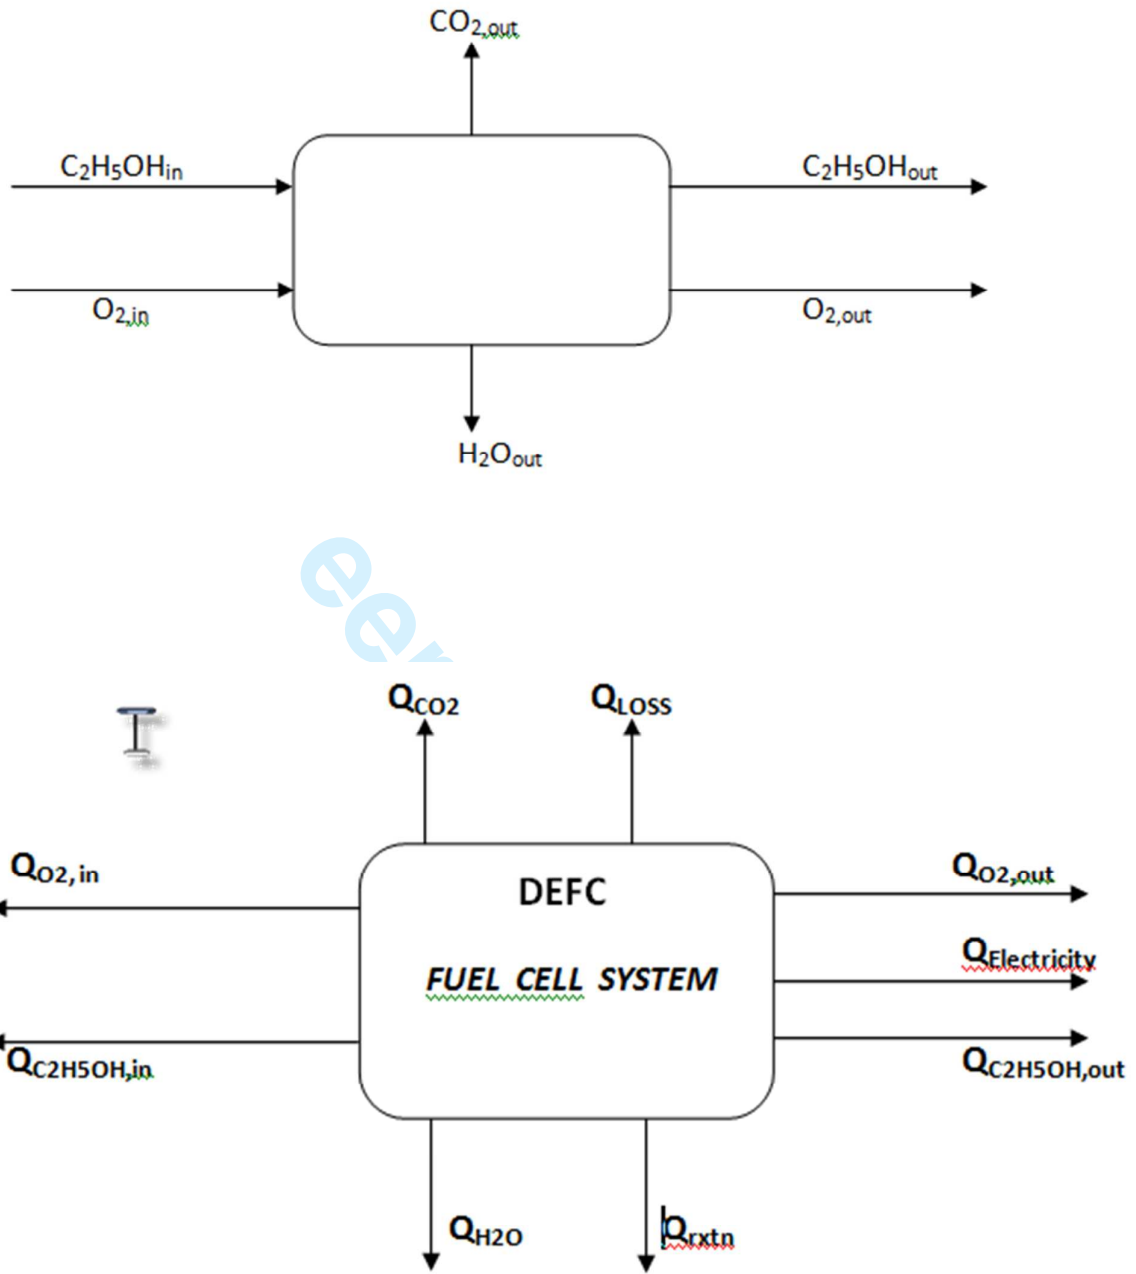 CO₂,out
C₂H₅OHin
C₂H₅OHout
O₂,in
O₂,out
H₂Oout
eer
QCO2
QLOSS
QO2, in
DEFC
QO2,out
FUEL CELL SYSTEM
QElectricity
QC2H5OH,in
QC2H5OH,out
QH2O
Qrxtn